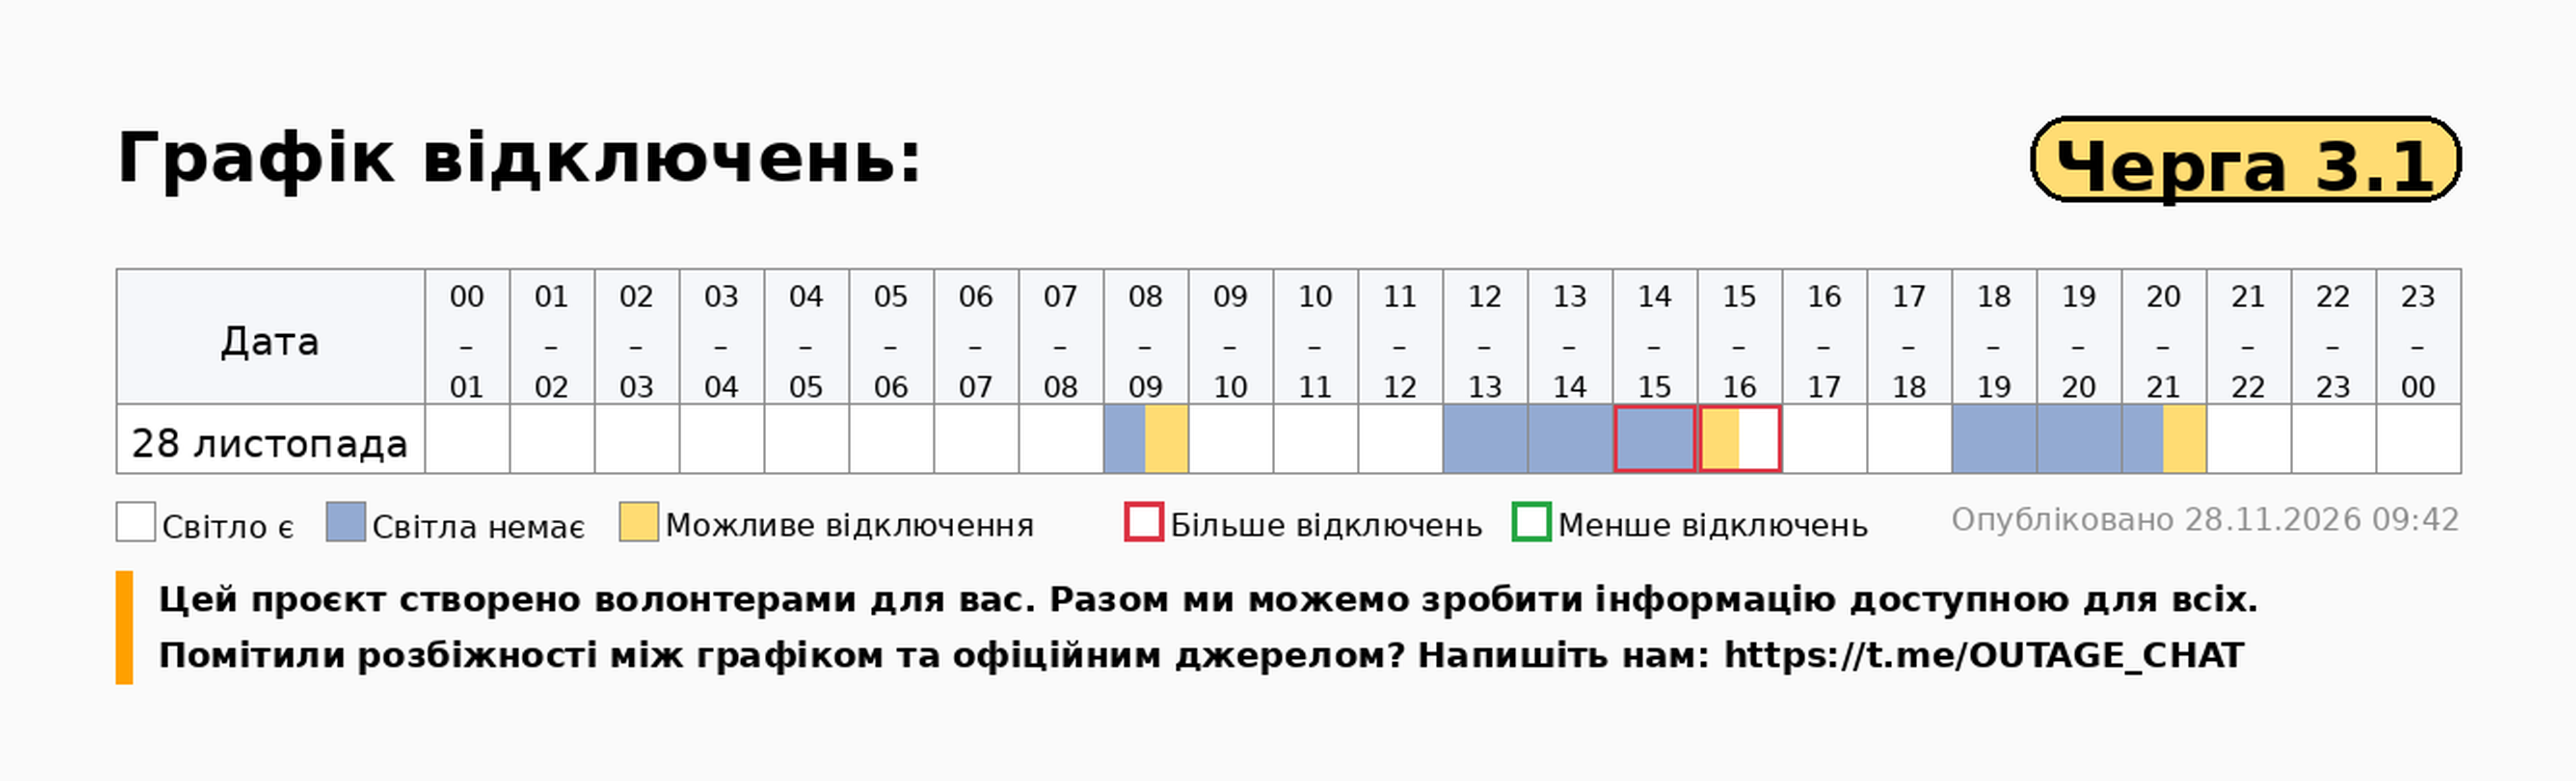 Графік відключень:
Черга 3.1
Дата
00 – 01
01 – 02
02 – 03
03 – 04
04 – 05
05 – 06
06 – 07
07 – 08
08 – 09
09 – 10
10 – 11
11 – 12
12 – 13
13 – 14
14 – 15
15 – 16
16 – 17
17 – 18
18 – 19
19 – 20
20 – 21
21 – 22
22 – 23
23 – 00
28 листопада
Світло є
Світла немає
Можливе відключення
Більше відключень
Менше відключень
Опубліковано 28.11.2026 09:42
Цей проєкт створено волонтерами для вас. Разом ми можемо зробити інформацію доступною для всіх.
Помітили розбіжності між графіком та офіційним джерелом? Напишіть нам: https://t.me/OUTAGE_CHAT